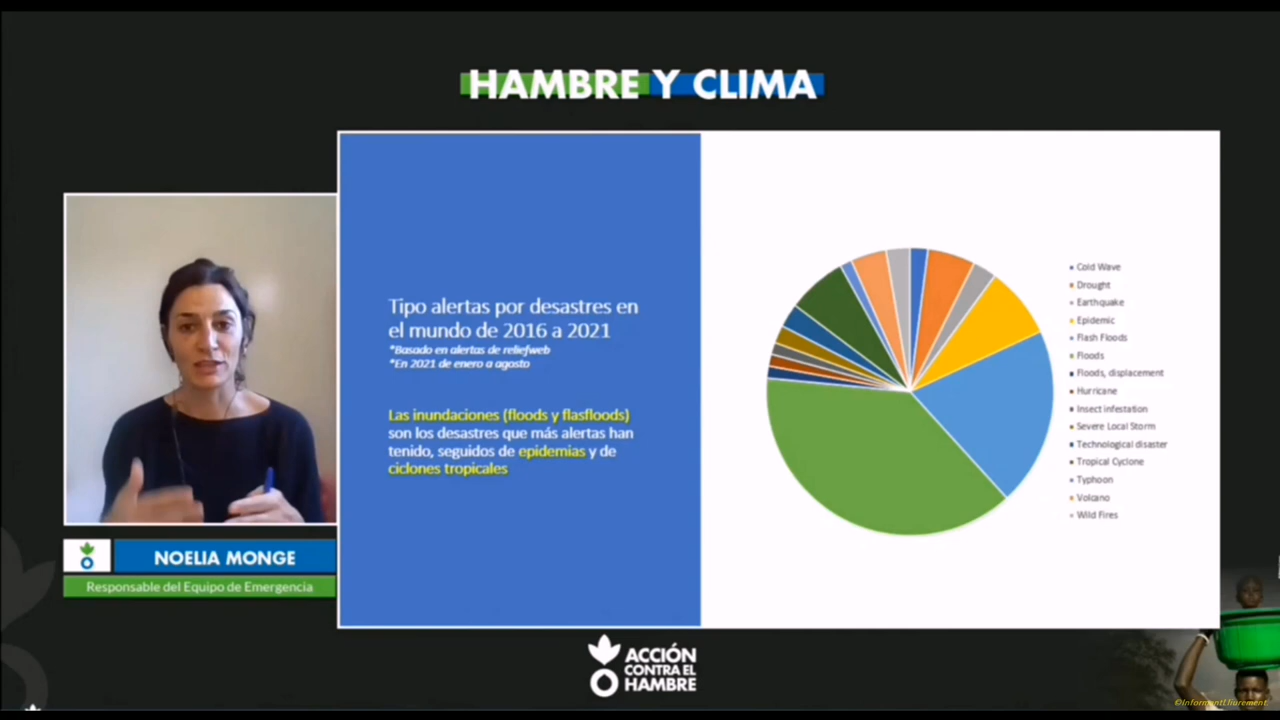 HAMBRE Y CLIMA
Tipo alertas por desastres en
el mundo de 2016 a 2021
*Basado en alertas de reliefweb
*En 2021 de enero a agosto
Las inundaciones (floods y flasfloods)
son los desastres que más alertas han
tenido, seguidos de epidemias y de
ciclones tropicales
Cold Wave
Drought
Earthquake
Epidemic
Flash Floods
Floods
Floods, displacement
Hurricane
Insect infestation
Severe Local Storm
Technological disaster
Tropical Cyclone
Typhoon
Volcano
Wild Fires
NOELIA MONGE
Responsable del Equipo de Emergencia
ACCIÓN
CONTRA EL
HAMBRE
©InformantLliurement